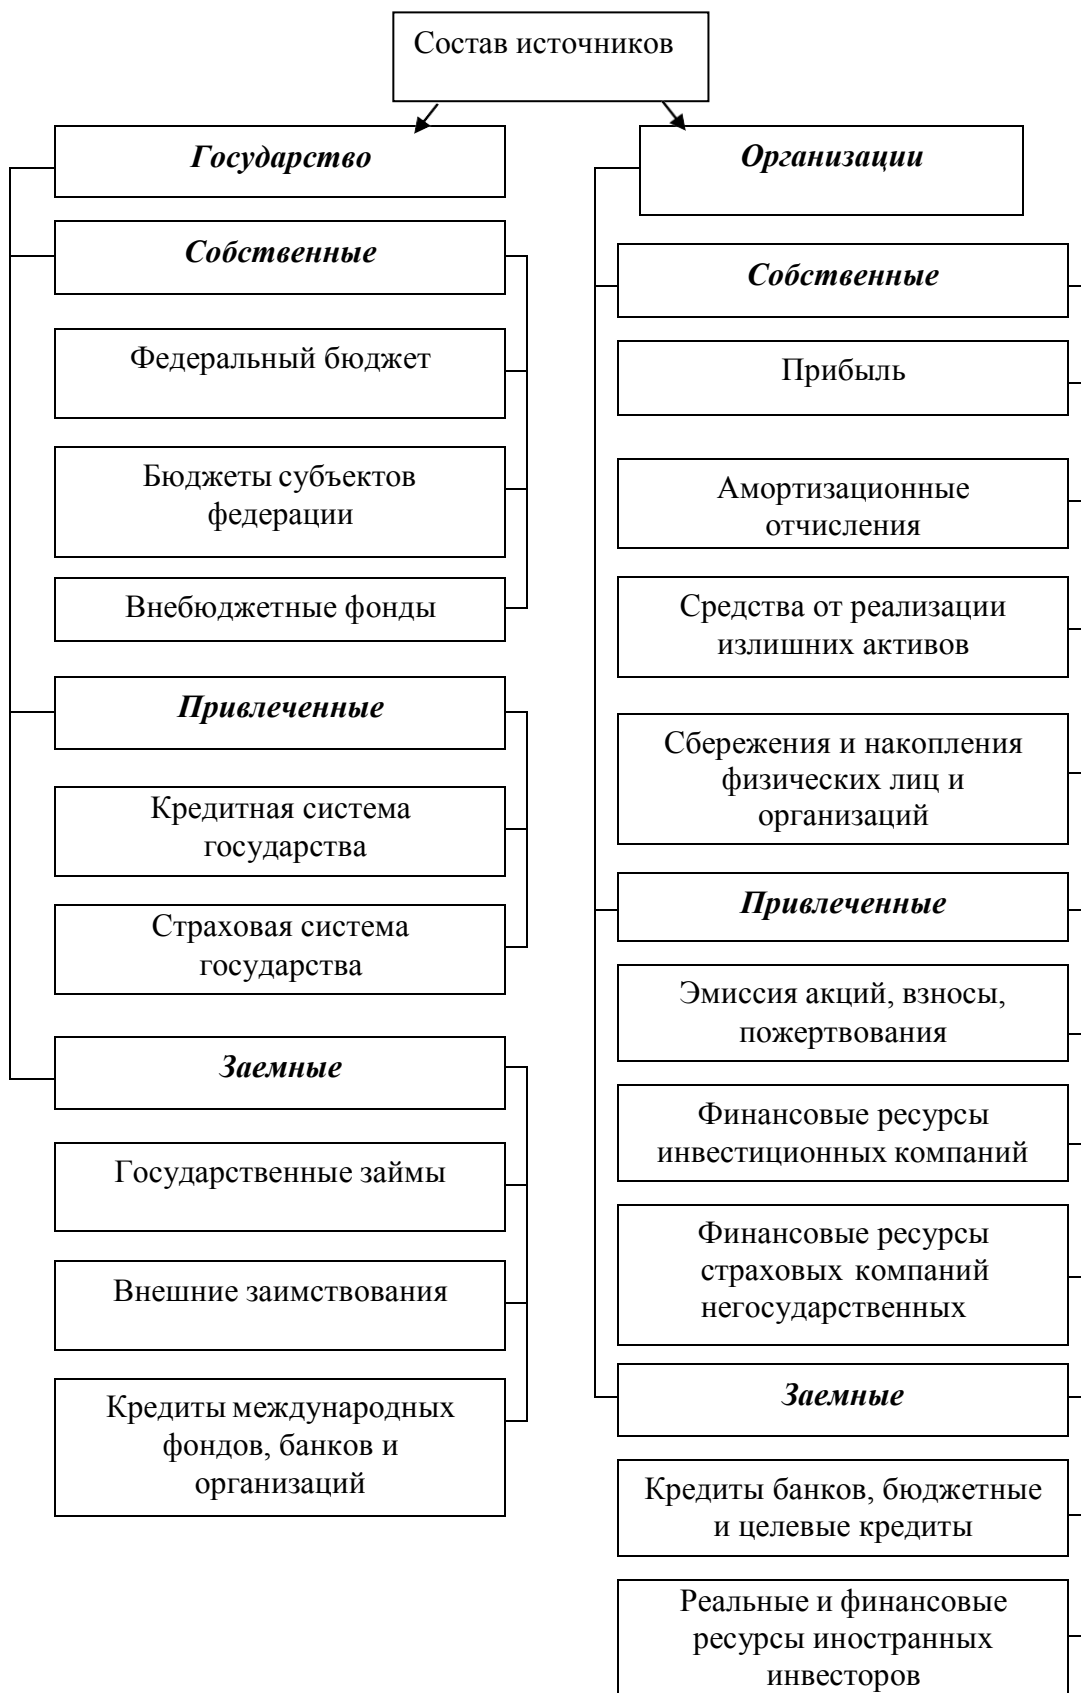 Состав источников
Государство
Собственные
Федеральный бюджет
Бюджеты субъектов
федерации
Внебюджетные фонды
Привлеченные
Кредитная система
государства
Страховая система
государства
Заемные
Государственные займы
Внешние заимствования
Кредиты международных
фондов, банков и
организаций
Организации
Собственные
Прибыль
Амортизационные
отчисления
Средства от реализации
излишних активов
Сбережения и накопления
физических лиц и
организаций
Привлеченные
Эмиссия акций, взносы,
пожертвования
Финансовые ресурсы
инвестиционных компаний
Финансовые ресурсы
страховых компаний
негосударственных
Заемные
Кредиты банков, бюджетные
и целевые кредиты
Реальные и финансовые
ресурсы иностранных
инвесторов